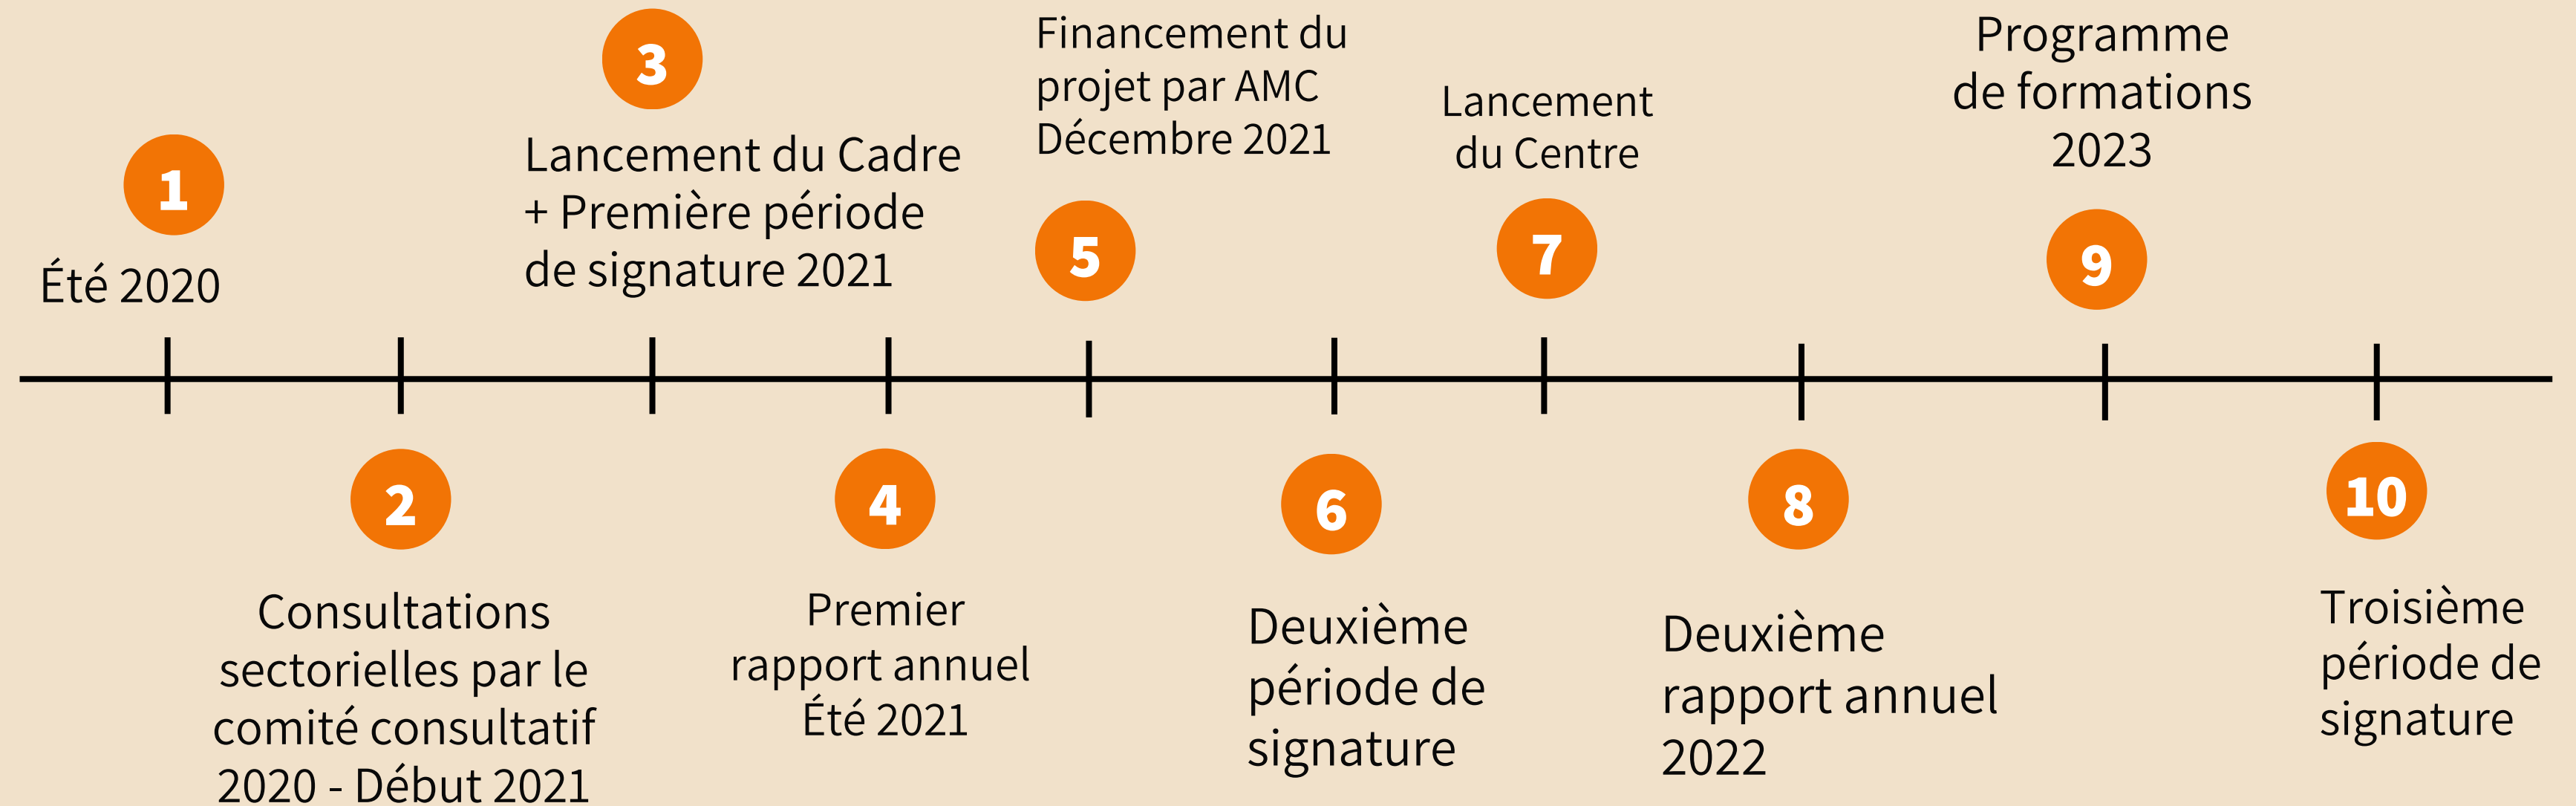 1
Été 2020
2
Consultations
sectorielles par le
comité consultatif
2020 - Début 2021
3
Lancement du Cadre
+ Première période
de signature 2021
4
Premier
rapport annuel
Été 2021
Financement du
projet par AMC
Décembre 2021
5
6
Deuxième
période de
signature
Lancement
du Centre
7
8
Deuxième
rapport annuel
2022
Programme
de formations
2023
9
10
Troisième
période de
signature